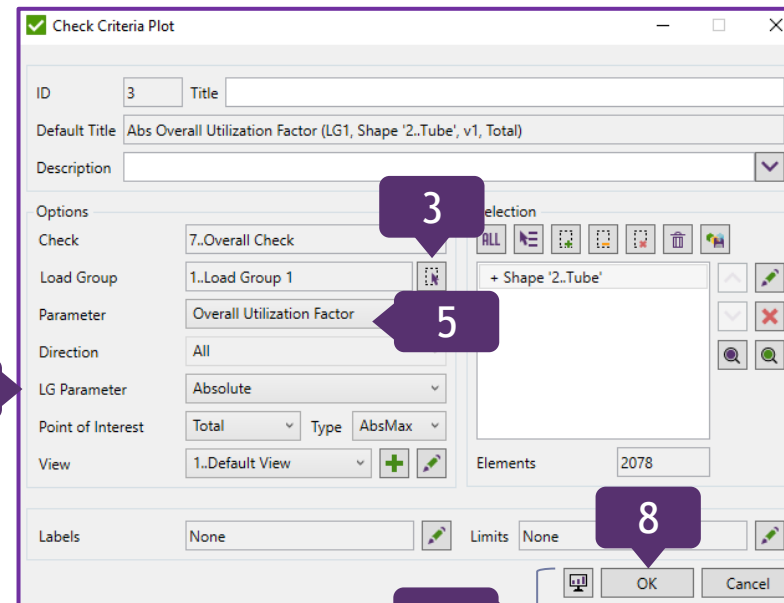 Check Criteria Plot
ID 3 Title
Default Title Abs Overall Utilization Factor (LG1, Shape '2..Tube', v1, Total)
Description
3
Options
Check 7..Overall Check
Load Group 1..Load Group 1
Parameter Overall Utilization Factor
5
Direction All
LG Parameter Absolute
Point of Interest Total Type AbsMax
View 1..Default View
ALL
+ Shape '2..Tube'
Elements 2078
8
Labels None
Limits None
OK Cancel